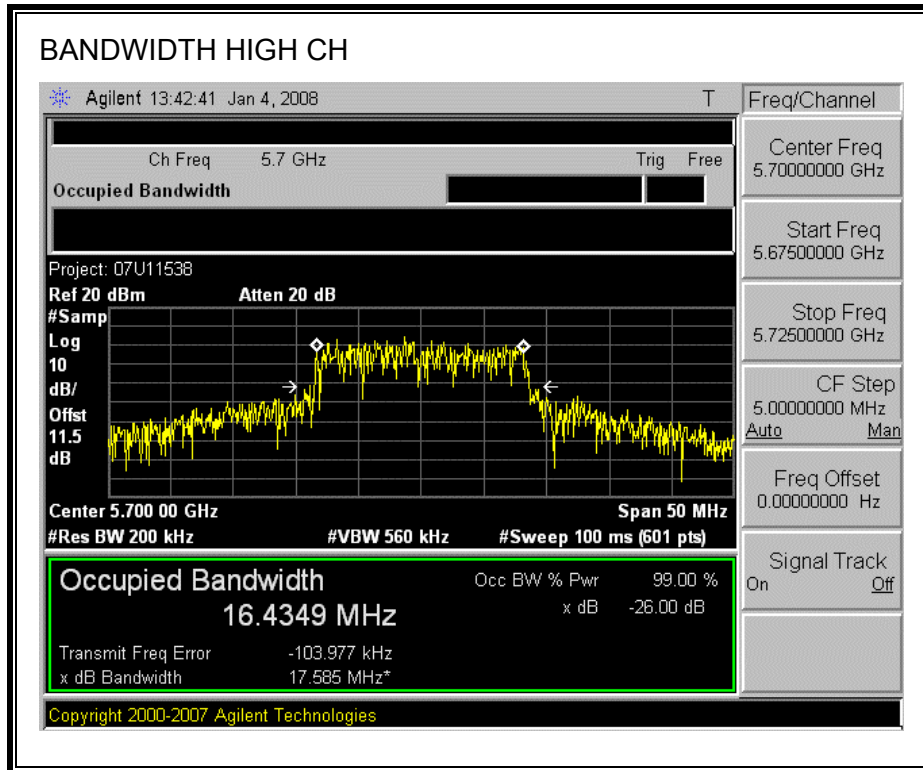 BANDWIDTH HIGH CH
Agilent 13:42:41 Jan 4, 2008 T
Freq/Channel
Ch Freq 5.7 GHz Trig Free
Occupied Bandwidth
Center Freq
5.70000000 GHz
Start Freq
5.67500000 GHz
Stop Freq
5.72500000 GHz
CF Step
5.00000000 MHz
Auto Man
Freq Offset
0.00000000 Hz
Signal Track
On Off
Project: 07U11538
Ref 20 dBm Atten 20 dB
#Samp
Log
10
dB/
Offst
11.5
dB
Center 5.700 00 GHz Span 50 MHz
#Res BW 200 kHz #VBW 560 kHz #Sweep 100 ms (601 pts)
Occupied Bandwidth
16.4349 MHz
Occ BW % Pwr 99.00 %
x dB -26.00 dB
Transmit Freq Error -103.977 kHz
x dB Bandwidth 17.585 MHz*
Copyright 2000-2007 Agilent Technologies